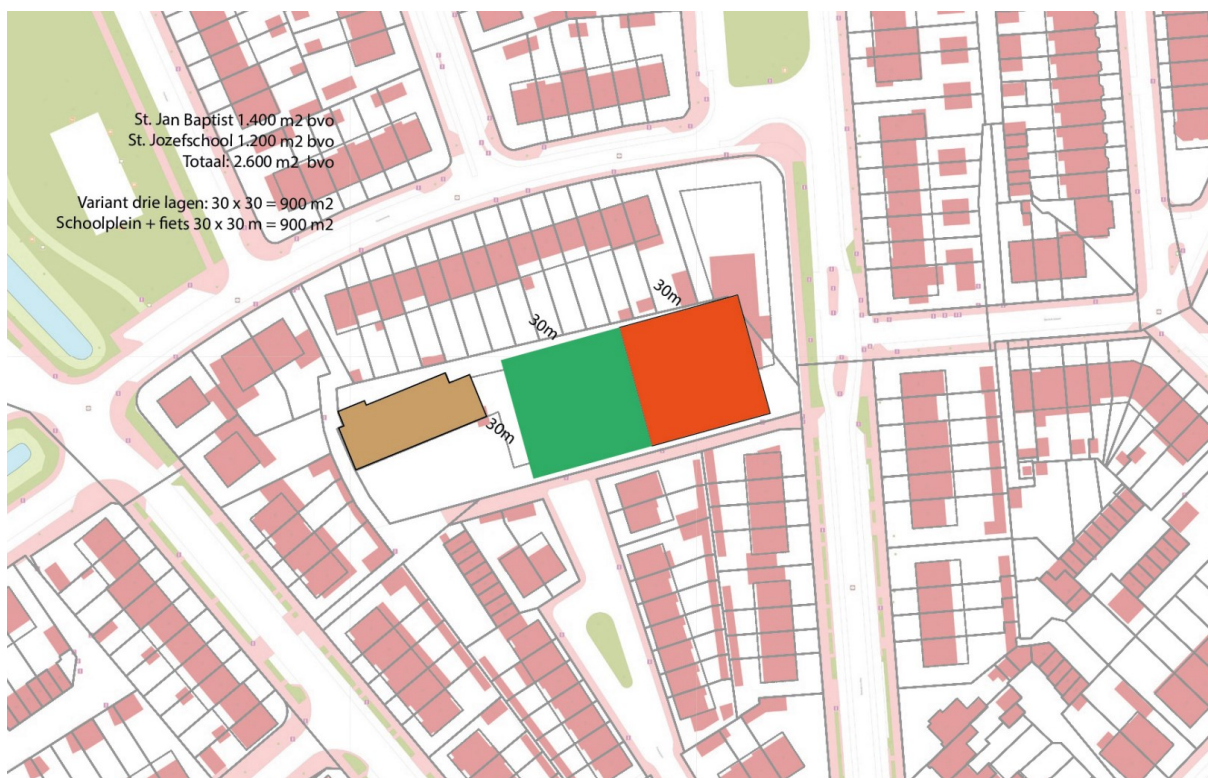 St. Jan Baptist 1.400 m2 bvo
St. Jozefschool 1.200 m2 bvo
Totaal: 2.600 m2 bvo
Variant drie lagen: 30 x 30 = 900 m2
Schoolplein + fiets 30 x 30 m = 900 m2
30m
30m
30m